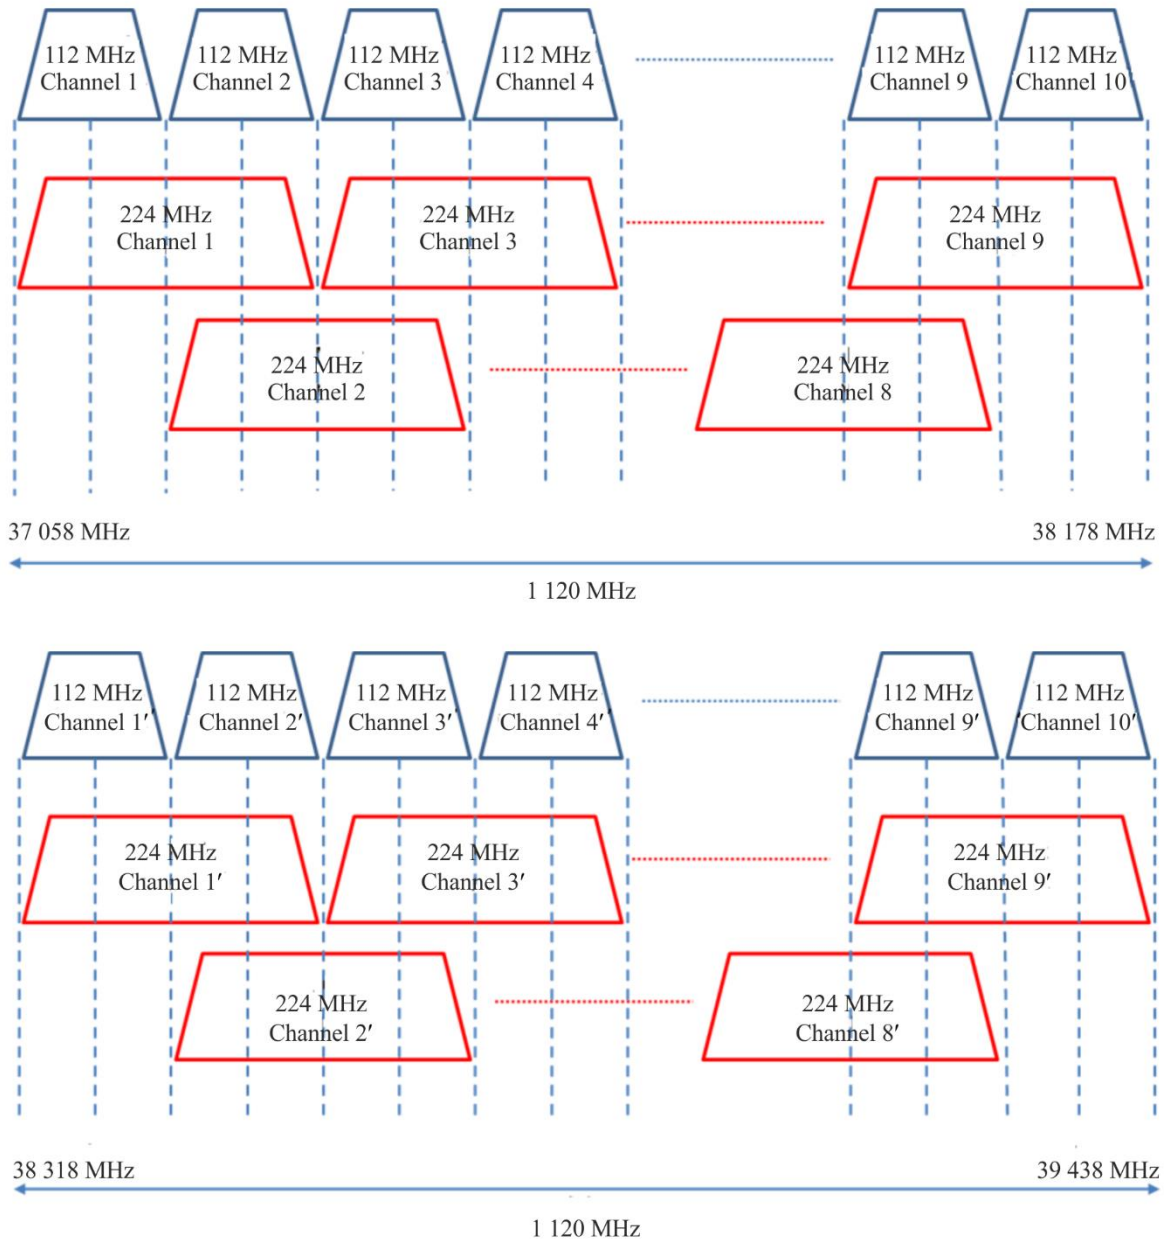 112 MHz
Channel 1
112 MHz
Channel 2
112 MHz
Channel 3
112 MHz
Channel 4
112 MHz
Channel 9
112 MHz
Channel 10
224 MHz
Channel 1
224 MHz
Channel 3
224 MHz
Channel 9
224 MHz
Channel 2
224 MHz
Channel 8
37 058 MHz
38 178 MHz
1 120 MHz
112 MHz
Channel 1′
112 MHz
Channel 2′
112 MHz
Channel 3′
112 MHz
Channel 4′
112 MHz
Channel 9′
112 MHz
Channel 10′
224 MHz
Channel 1′
224 MHz
Channel 3′
224 MHz
Channel 9′
224 MHz
Channel 2′
224 MHz
Channel 8′
38 318 MHz
39 438 MHz
1 120 MHz